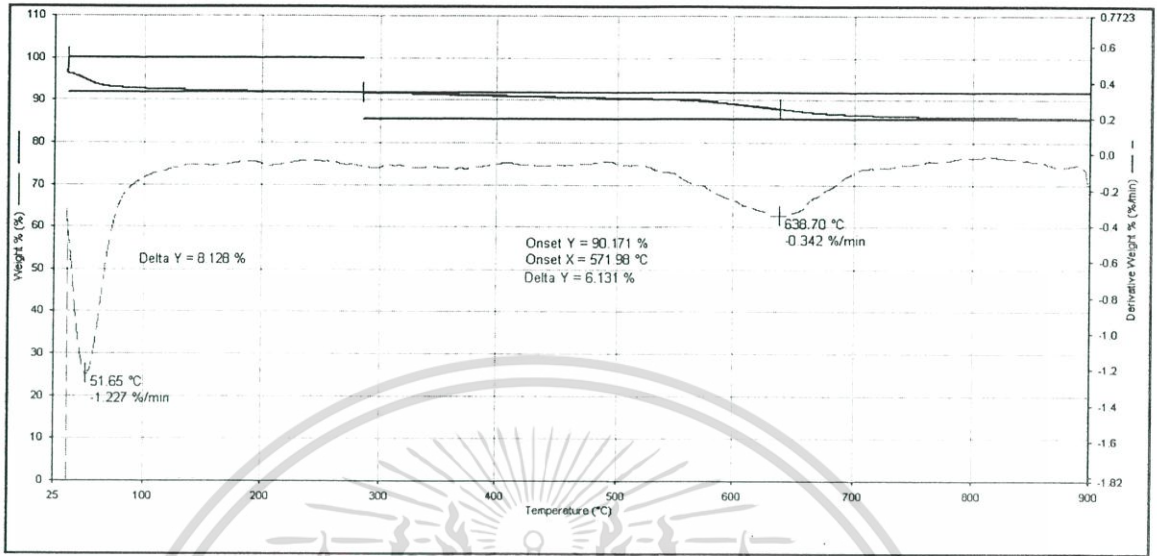 110
100
90
80
70
60
50
40
30
20
10
0
Weight % (%)
0.7723
0.6
0.4
0.2
0.0
-0.2
-0.4
-0.6
-0.8
-1.0
-1.2
-1.4
-1.6
-1.82
Derivative Weight % (%/min)
Delta Y = 8.128 %
51.65 °C
-1.227 %/min
Onset Y = 90.171 %
Onset X = 571.98 °C
Delta Y = 6.131 %
638.70 °C
-0.342 %/min
25 100 200 300 400 500 600 700 800 900
Temperature (°C)